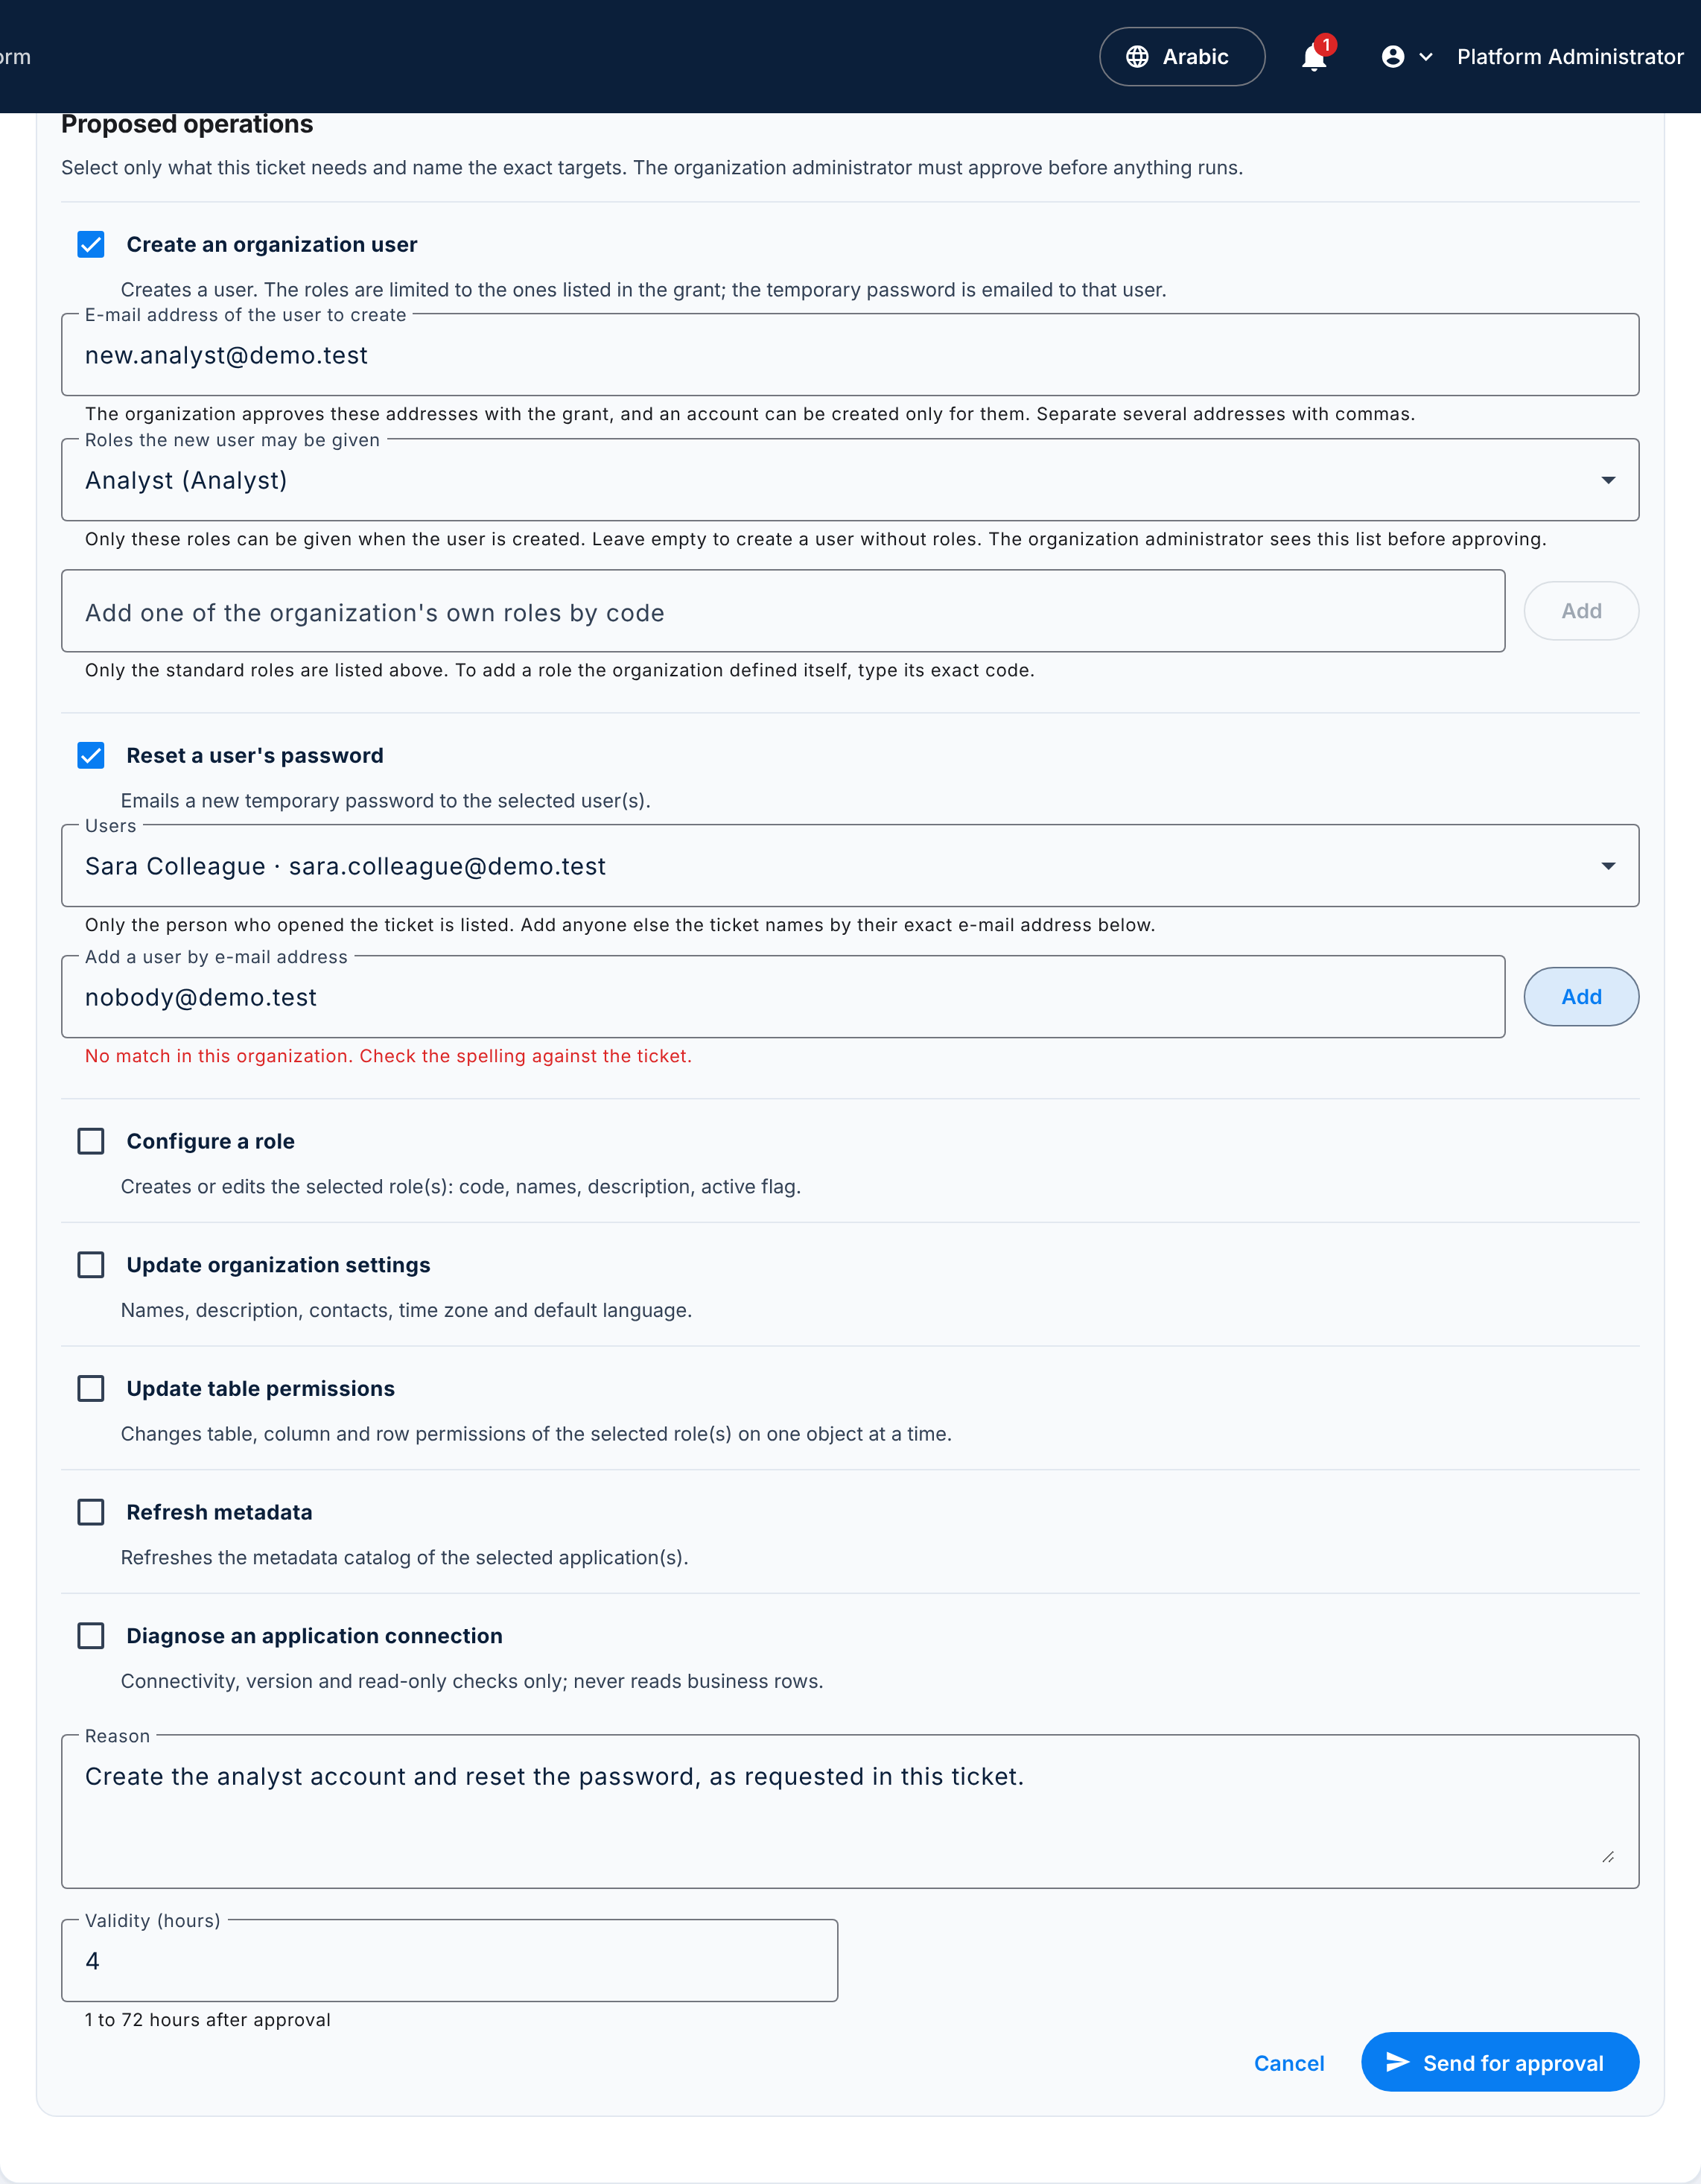 orm
Arabic
1
Platform Administrator
Proposed operations
Select only what this ticket needs and name the exact targets. The organization administrator must approve before anything runs.
Create an organization user
Creates a user. The roles are limited to the ones listed in the grant; the temporary password is emailed to that user.
E-mail address of the user to create
new.analyst@demo.test
The organization approves these addresses with the grant, and an account can be created only for them. Separate several addresses with commas.
Roles the new user may be given
Analyst (Analyst)
Only these roles can be given when the user is created. Leave empty to create a user without roles. The organization administrator sees this list before approving.
Add one of the organization's own roles by code
Add
Only the standard roles are listed above. To add a role the organization defined itself, type its exact code.
Reset a user's password
Emails a new temporary password to the selected user(s).
Users
Sara Colleague · sara.colleague@demo.test
Only the person who opened the ticket is listed. Add anyone else the ticket names by their exact e-mail address below.
Add a user by e-mail address
nobody@demo.test
Add
No match in this organization. Check the spelling against the ticket.
Configure a role
Creates or edits the selected role(s): code, names, description, active flag.
Update organization settings
Names, description, contacts, time zone and default language.
Update table permissions
Changes table, column and row permissions of the selected role(s) on one object at a time.
Refresh metadata
Refreshes the metadata catalog of the selected application(s).
Diagnose an application connection
Connectivity, version and read-only checks only; never reads business rows.
Reason
Create the analyst account and reset the password, as requested in this ticket.
Validity (hours)
4
1 to 72 hours after approval
Cancel
Send for approval